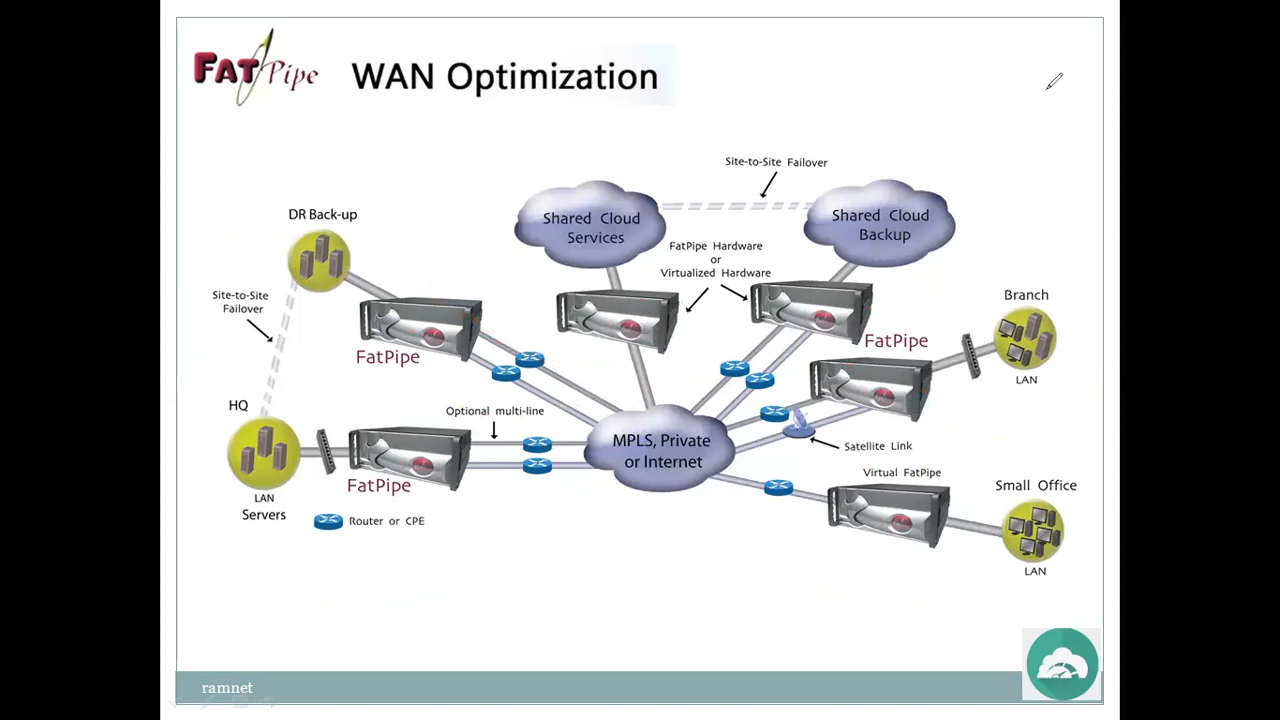 FATPipe
WAN Optimization
Site-to-Site Failover
DR Back-up
Shared Cloud
Services
Shared Cloud
Backup
FatPipe Hardware
or
Virtualized Hardware
Site-to-Site
Failover
Branch
LAN
FatPipe
FatPipe
HQ
LAN
Servers
Optional multi-line
FatPipe
MPLS, Private
or Internet
Satellite Link
Virtual FatPipe
Small Office
LAN
Router or CPE
ramnet